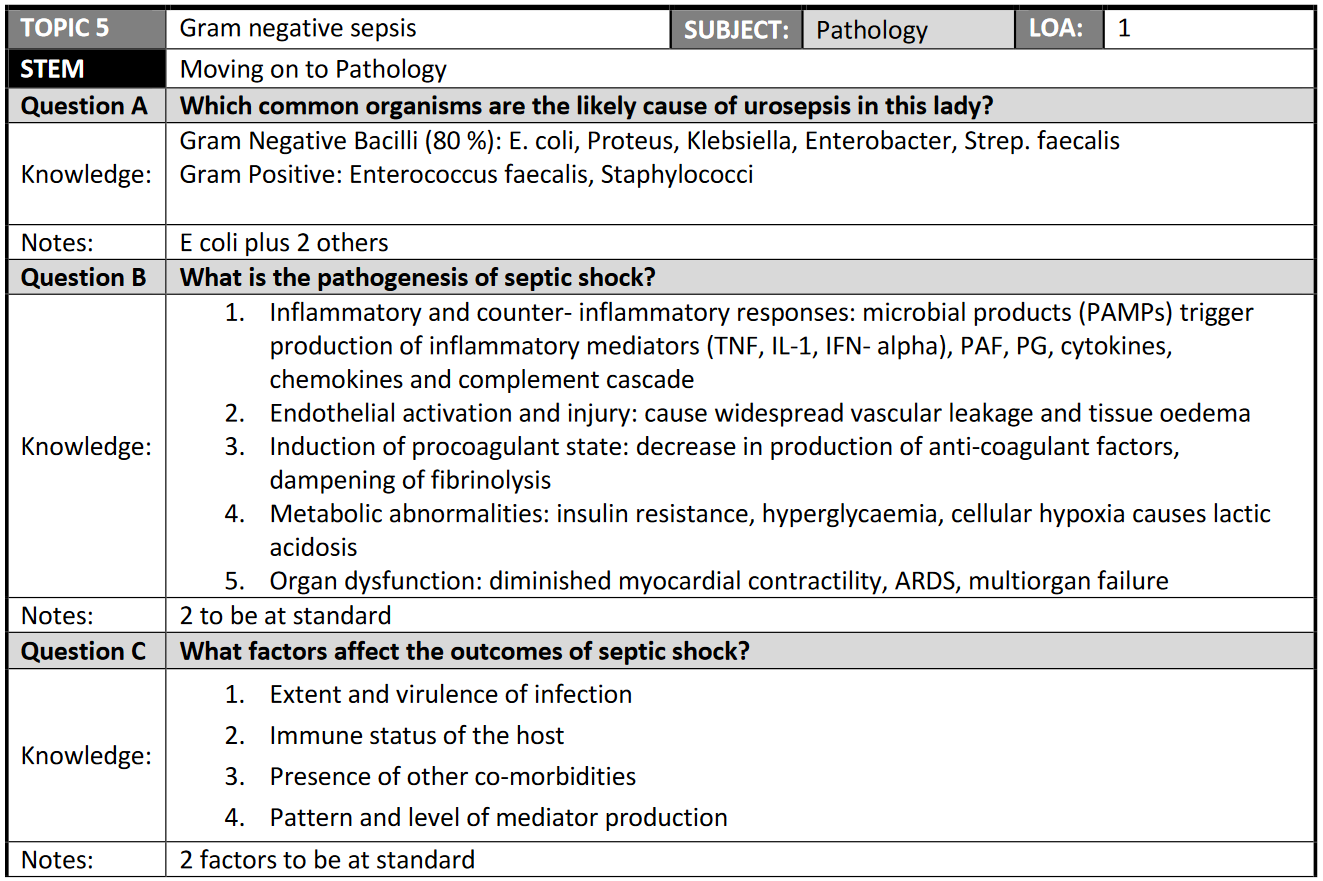 TOPIC 5 Gram negative sepsis SUBJECT: Pathology LOA: 1
STEM Moving on to Pathology
Question A Which common organisms are the likely cause of urosepsis in this lady?
Gram Negative Bacilli (80 %): E. coli, Proteus, Klebsiella, Enterobacter, Strep. faecalis
Knowledge: Gram Positive: Enterococcus faecalis, Staphylococci
Notes: E coli plus 2 others
Question B What is the pathogenesis of septic shock?
1. Inflammatory and counter- inflammatory responses: microbial products (PAMPs) trigger
production of inflammatory mediators (TNF, IL-1, IFN- alpha), PAF, PG, cytokines,
chemokines and complement cascade
2. Endothelial activation and injury: cause widespread vascular leakage and tissue oedema
Knowledge: 3. Induction of procoagulant state: decrease in production of anti-coagulant factors,
dampening of fibrinolysis
4. Metabolic abnormalities: insulin resistance, hyperglycaemia, cellular hypoxia causes lactic
acidosis
5. Organ dysfunction: diminished myocardial contractility, ARDS, multiorgan failure
Notes: 2 to be at standard
Question C What factors affect the outcomes of septic shock?
1. Extent and virulence of infection
2. Immune status of the host
Knowledge: 3. Presence of other co-morbidities
4. Pattern and level of mediator production
Notes: 2 factors to be at standard